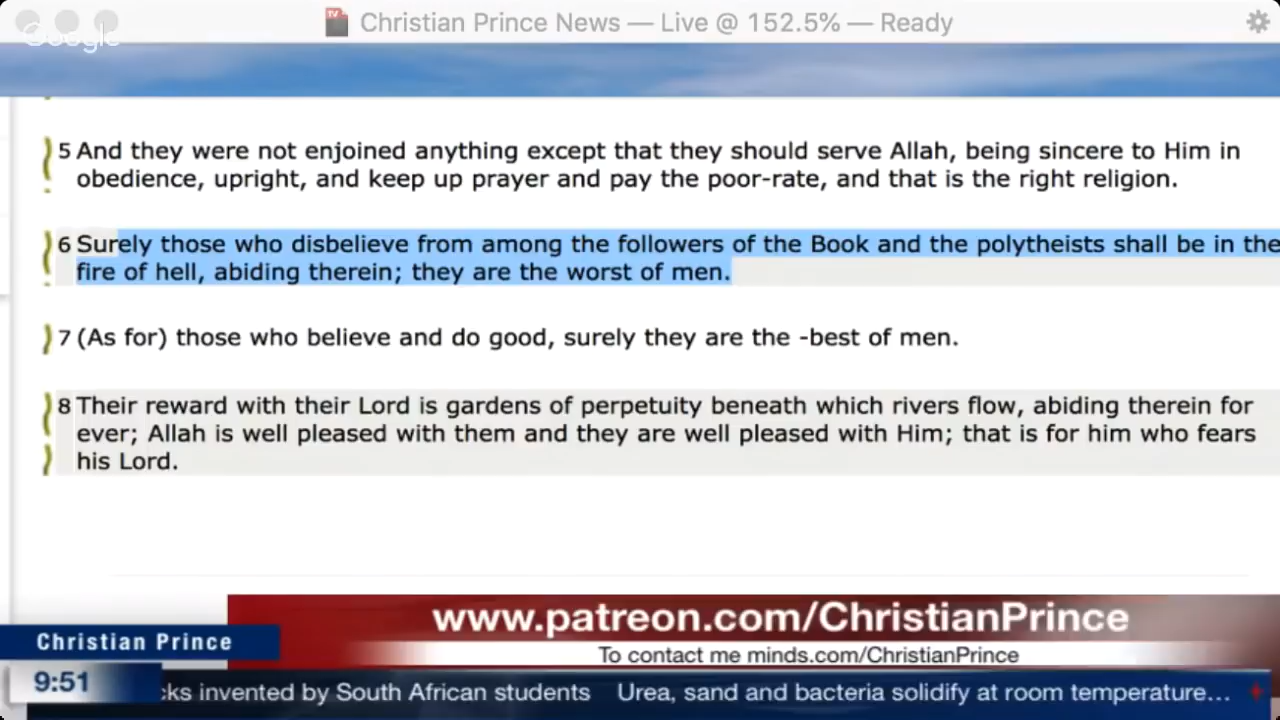 Google
Christian Prince News — Live @ 152.5% — Ready
5 And they were not enjoined anything except that they should serve Allah, being sincere to Him in
obedience, upright, and keep up prayer and pay the poor-rate, and that is the right religion.
6 Surely those who disbelieve from among the followers of the Book and the polytheists shall be in the
fire of hell, abiding therein; they are the worst of men.
7 (As for) those who believe and do good, surely they are the -best of men.
8 Their reward with their Lord is gardens of perpetuity beneath which rivers flow, abiding therein for
ever; Allah is well pleased with them and they are well pleased with Him; that is for him who fears
his Lord.
www.patreon.com/ChristianPrince
Christian Prince
To contact me minds.com/ChristianPrince
9:51
cks invented by South African students Urea, sand and bacteria solidify at room temperature...